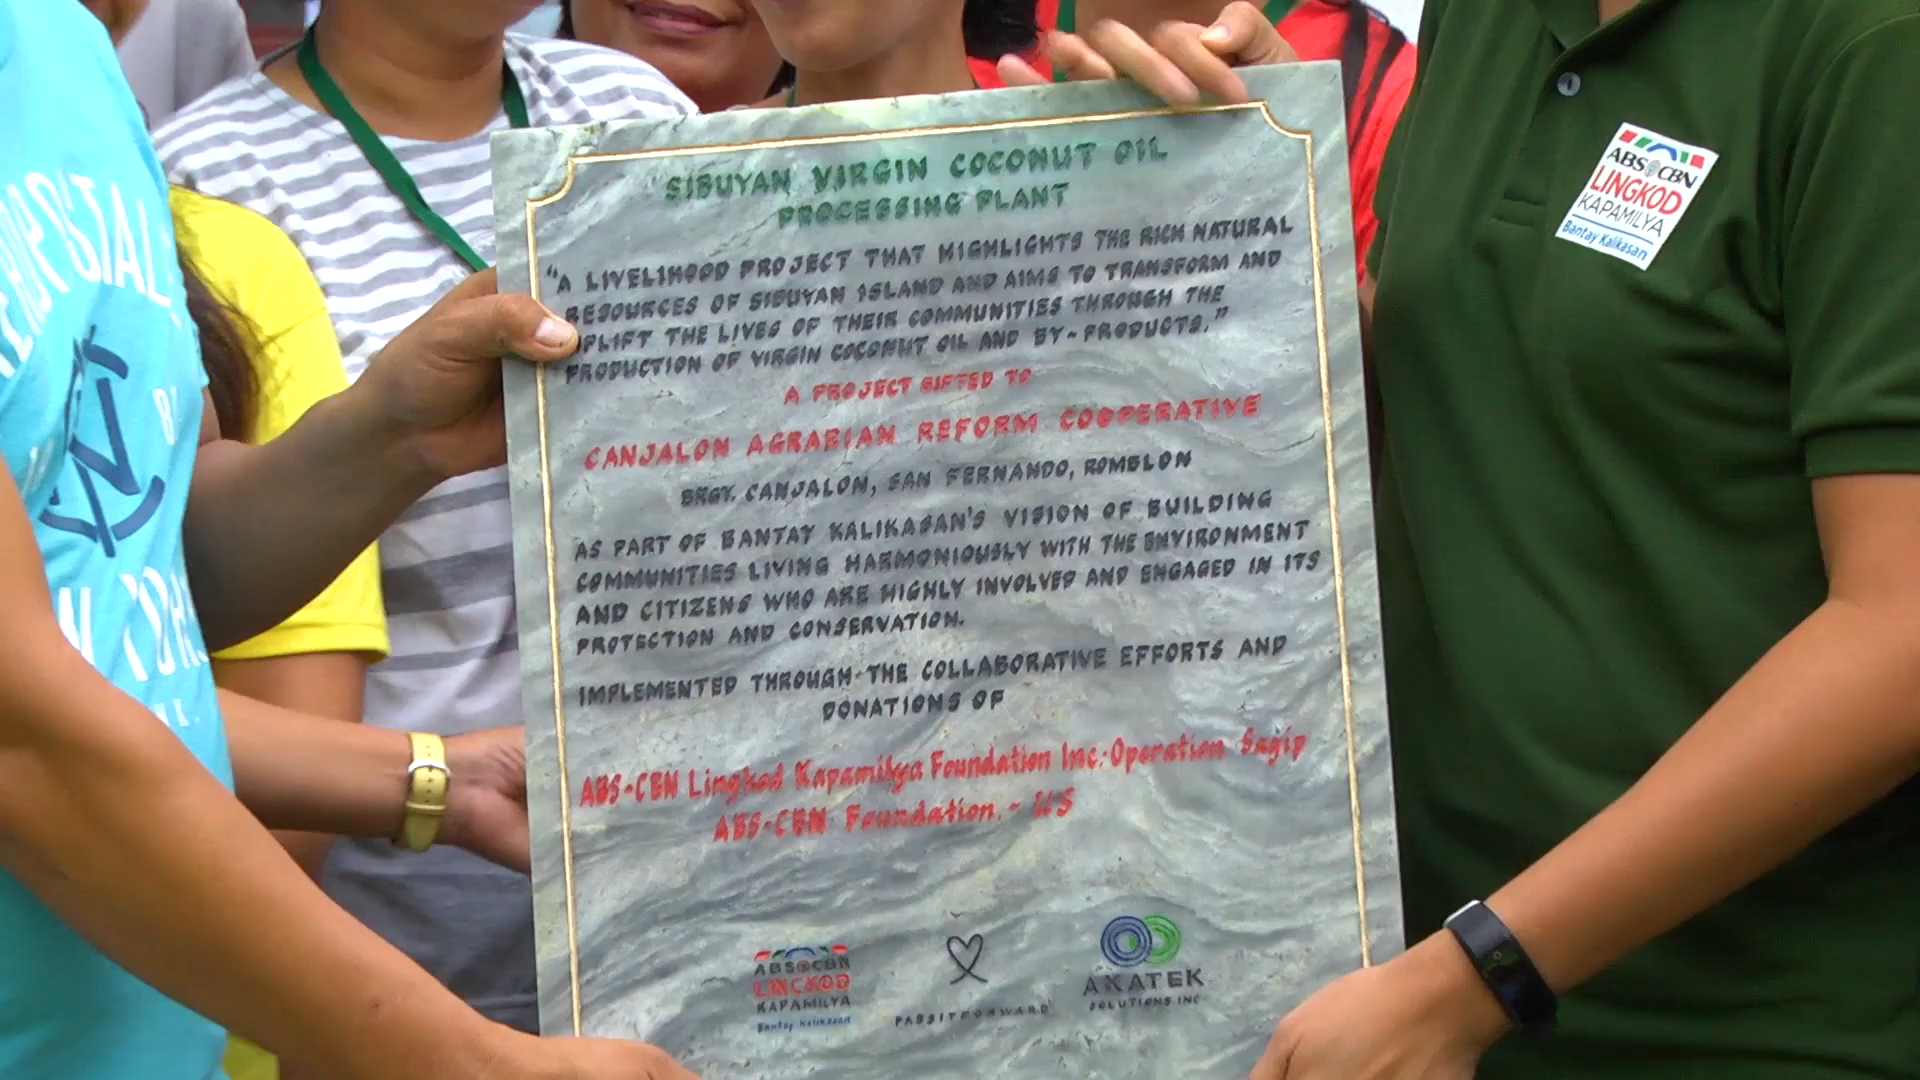 SIBUYAN VIRGIN COCONUT OIL
PROCESSING PLANT
"A LIVELIHOOD PROJECT THAT HIGHLIGHTS THE RICH NATURAL
RESOURCES OF SIBUYAN ISLAND AND AIMS TO TRANSFORM AND
UPLIFT THE LIVES OF THEIR COMMUNITIES THROUGH THE
PRODUCTION OF VIRGIN COCONUT OIL AND BY-PRODUCTS."
A PROJECT GIFTED TO
CANJALON AGRARIAN REFORM COOPERATIVE
BRGY. CANJALON, SAN FERNANDO, ROMBLON
AS PART OF BANTAY KALIKASAN'S VISION OF BUILDING
COMMUNITIES LIVING HARMONIOUSLY WITH THE ENVIRONMENT
AND CITIZENS WHO ARE HIGHLY INVOLVED AND ENGAGED IN ITS
PROTECTION AND CONSERVATION.
IMPLEMENTED THROUGH THE COLLABORATIVE EFFORTS AND
DONATIONS OF
ABS-CBN Lingkod Kapamilya Foundation Inc.-Operation Sagip
ABS-CBN Foundation.- US
ABS CBN
LINGKOD
KAPAMILYA
Bantay Kalikasan
PASSITFORWARD
AKATEK
SOLUTIONS INC
ABS CBN
LINGKOD
KAPAMILYA
Bantay Kalikasan